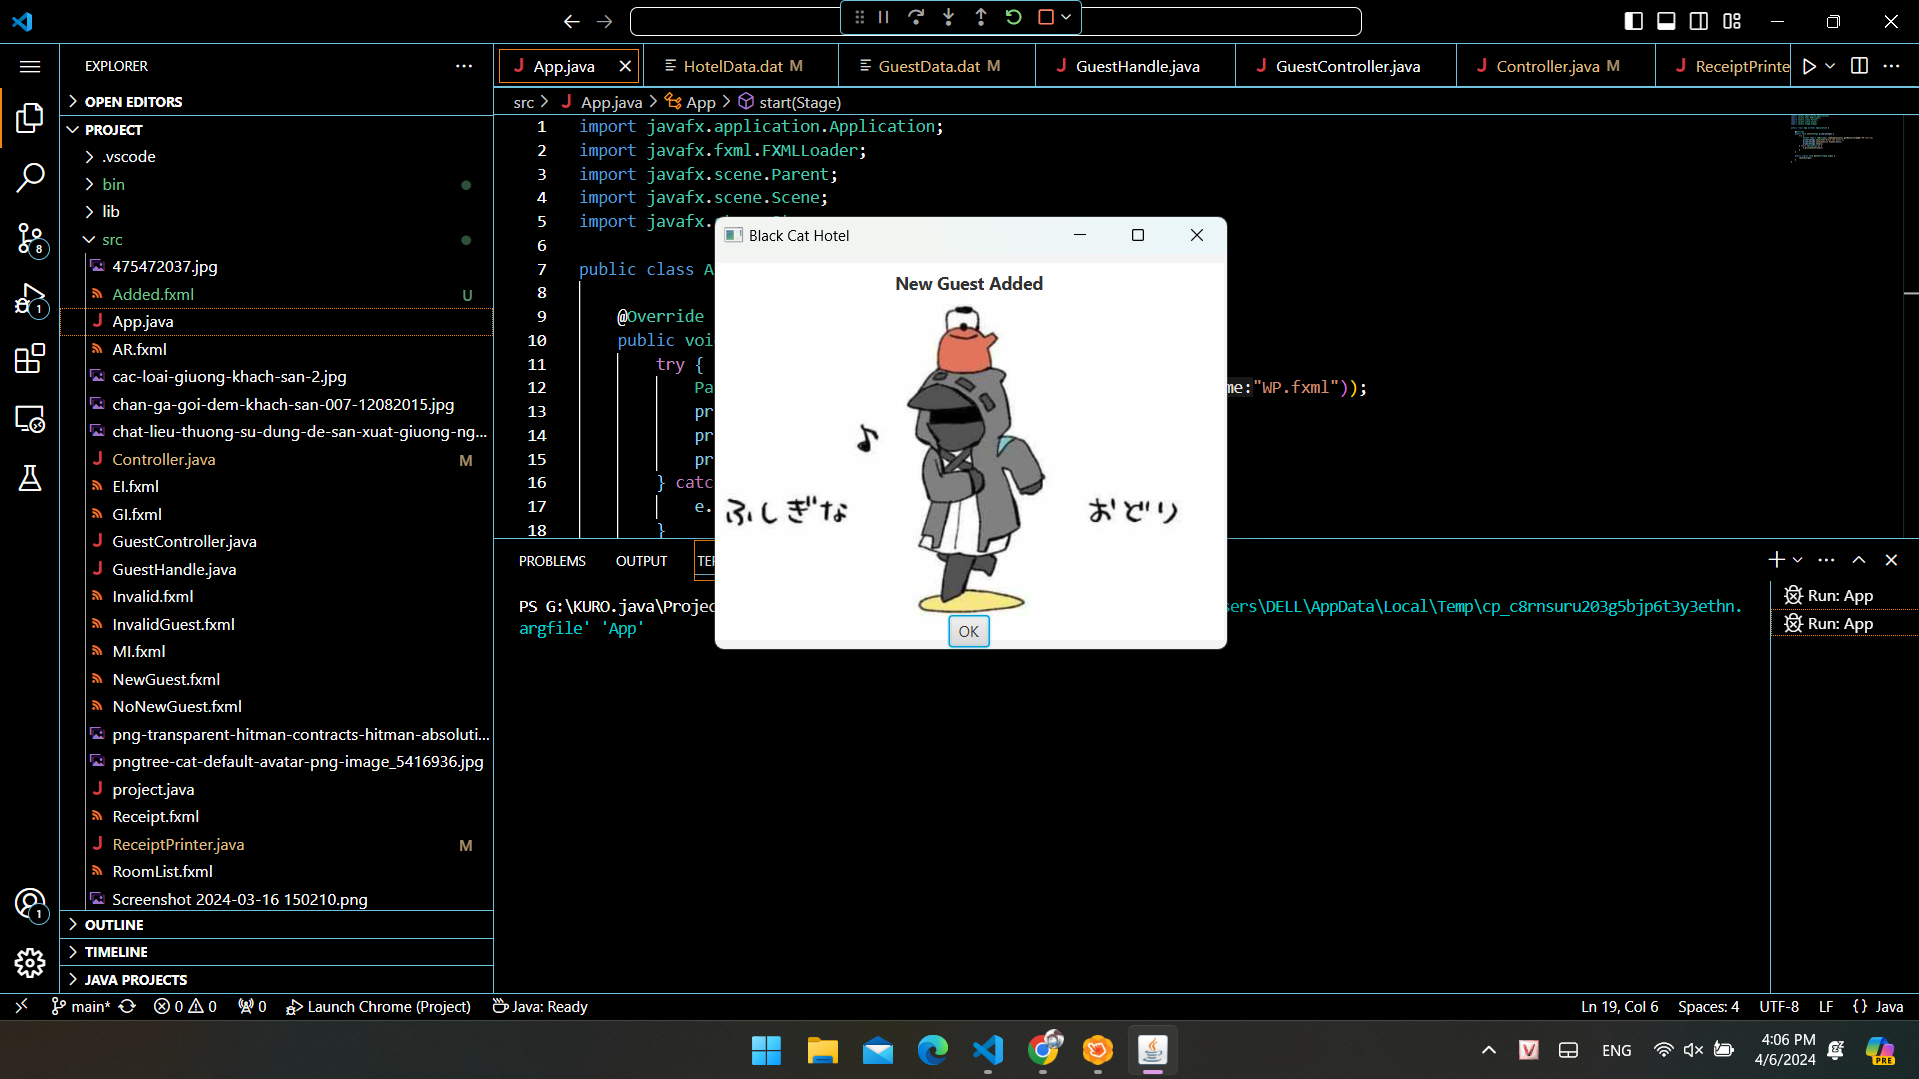 EXPLORER
OPEN EDITORS
PROJECT
.vscode
bin
lib
src
475472037.jpg
Added.fxml U
App.java
AR.fxml
cac-loai-giuong-khach-san-2.jpg
chan-ga-goi-dem-khach-san-007-12082015.jpg
chat-lieu-thuong-su-dung-de-san-xuat-giuong-ng...
Controller.java M
EI.fxml
GI.fxml
GuestController.java
GuestHandle.java
Invalid.fxml
InvalidGuest.fxml
MI.fxml
NewGuest.fxml
NoNewGuest.fxml
png-transparent-hitman-contracts-hitman-absoluti...
pngtree-cat-default-avatar-png-image_5416936.jpg
project.java
Receipt.fxml
ReceiptPrinter.java M
RoomList.fxml
Screenshot 2024-03-16 150210.png
OUTLINE
TIMELINE
JAVA PROJECTS
8
1
1
App.java HotelData.dat M GuestData.dat M GuestHandle.java GuestController.java Controller.java M ReceiptPrinte
src App.java App start(Stage)
1 import javafx.application.Application;
2 import javafx.fxml.FXMLLoader;
3 import javafx.scene.Parent;
4 import javafx.scene.Scene;
5 import javafx.
6
7 public class A
8
9 @Override
10 public voi
11 try {
12 Pa me: "WP.fxml"));
13 pr
14 pr
15 pr
16 } catc
17 e.
18 }
Black Cat Hotel
New Guest Added
ふしぎな おどり
OK
PROBLEMS OUTPUT TE
PS G:\KURO.java\Projec sers\DELL\AppData\Local\Temp\cp_c8rnsuru203g5bjp6t3y3ethn.
argfile' 'App'
Run: App
Run: App
main* 0 0 0 Launch Chrome (Project) Java: Ready
Ln 19, Col 6 Spaces: 4 UTF-8 LF {} Java
ENG
4:06 PM
4/6/2024
PRE